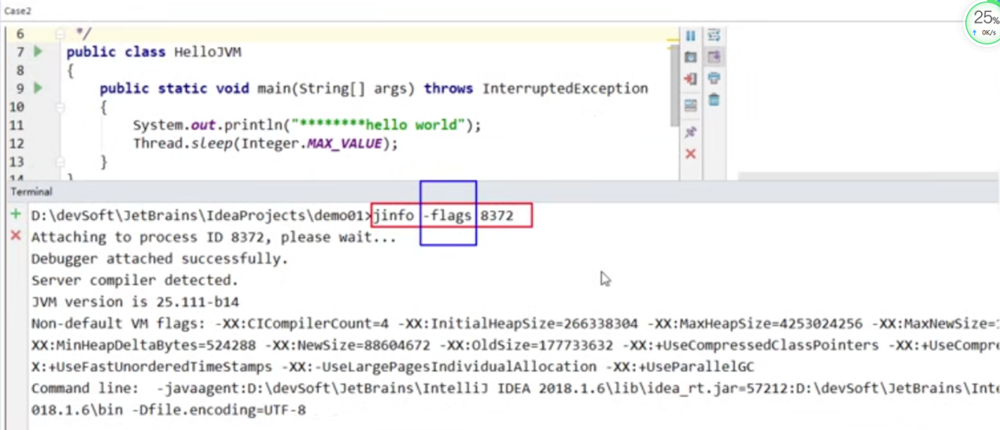 Case2
25%
0K/s
6 */
7 public class HelloJVM
8 {
9 public static void main(String[] args) throws InterruptedException
10 {
11 System.out.println("********hello world");
12 Thread.sleep(Integer.MAX_VALUE);
13 }
14 }
Terminal
D:\devSoft\JetBrains\IdeaProjects\demo01>jinfo -flags 8372
Attaching to process ID 8372, please wait...
Debugger attached successfully.
Server compiler detected.
JVM version is 25.111-b14
Non-default VM flags: -XX:CICompilerCount=4 -XX:InitialHeapSize=266338304 -XX:MaxHeapSize=4253024256 -XX:MaxNewSize=
XX:MinHeapDeltaBytes=524288 -XX:NewSize=88604672 -XX:OldSize=177733632 -XX:+UseCompressedClassPointers -XX:+UseCompre
X:+UseFastUnorderedTimeStamps -XX:-UseLargePagesIndividualAllocation -XX:+UseParallelGC
Command line: -javaagent:D:\devSoft\JetBrains\IntelliJ IDEA 2018.1.6\lib\idea_rt.jar=57212:D:\devSoft\JetBrains\Inte
018.1.6\bin -Dfile.encoding=UTF-8